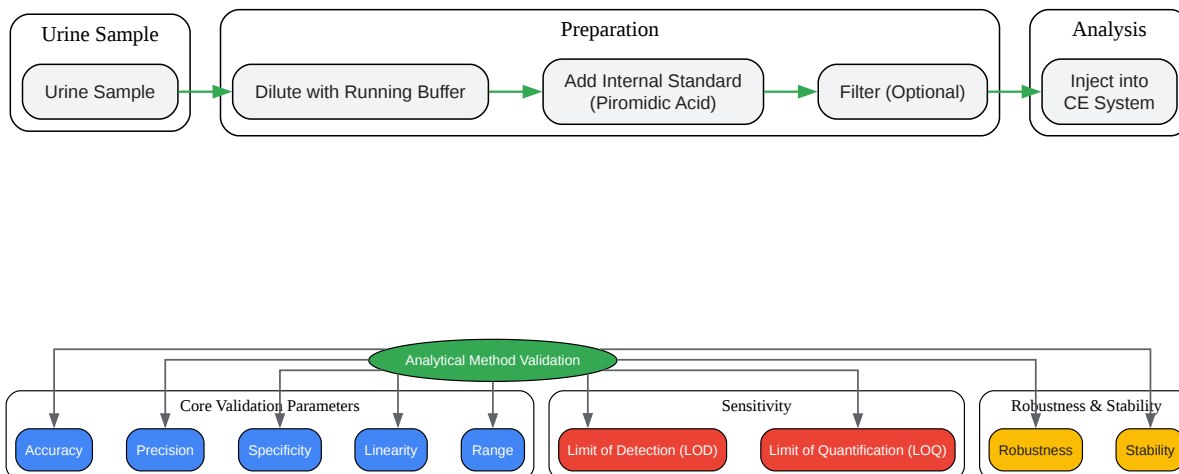 Urine Sample
Preparation
Analysis
Urine Sample
Dilute with Running Buffer
Add Internal Standard
(Piromidic Acid)
Filter (Optional)
Inject into
CE System
Analytical Method Validation
Core Validation Parameters
Sensitivity
Robustness & Stability
Accuracy
Precision
Specificity
Linearity
Range
Limit of Detection (LOD)
Limit of Quantification (LOQ)
Robustness
Stability